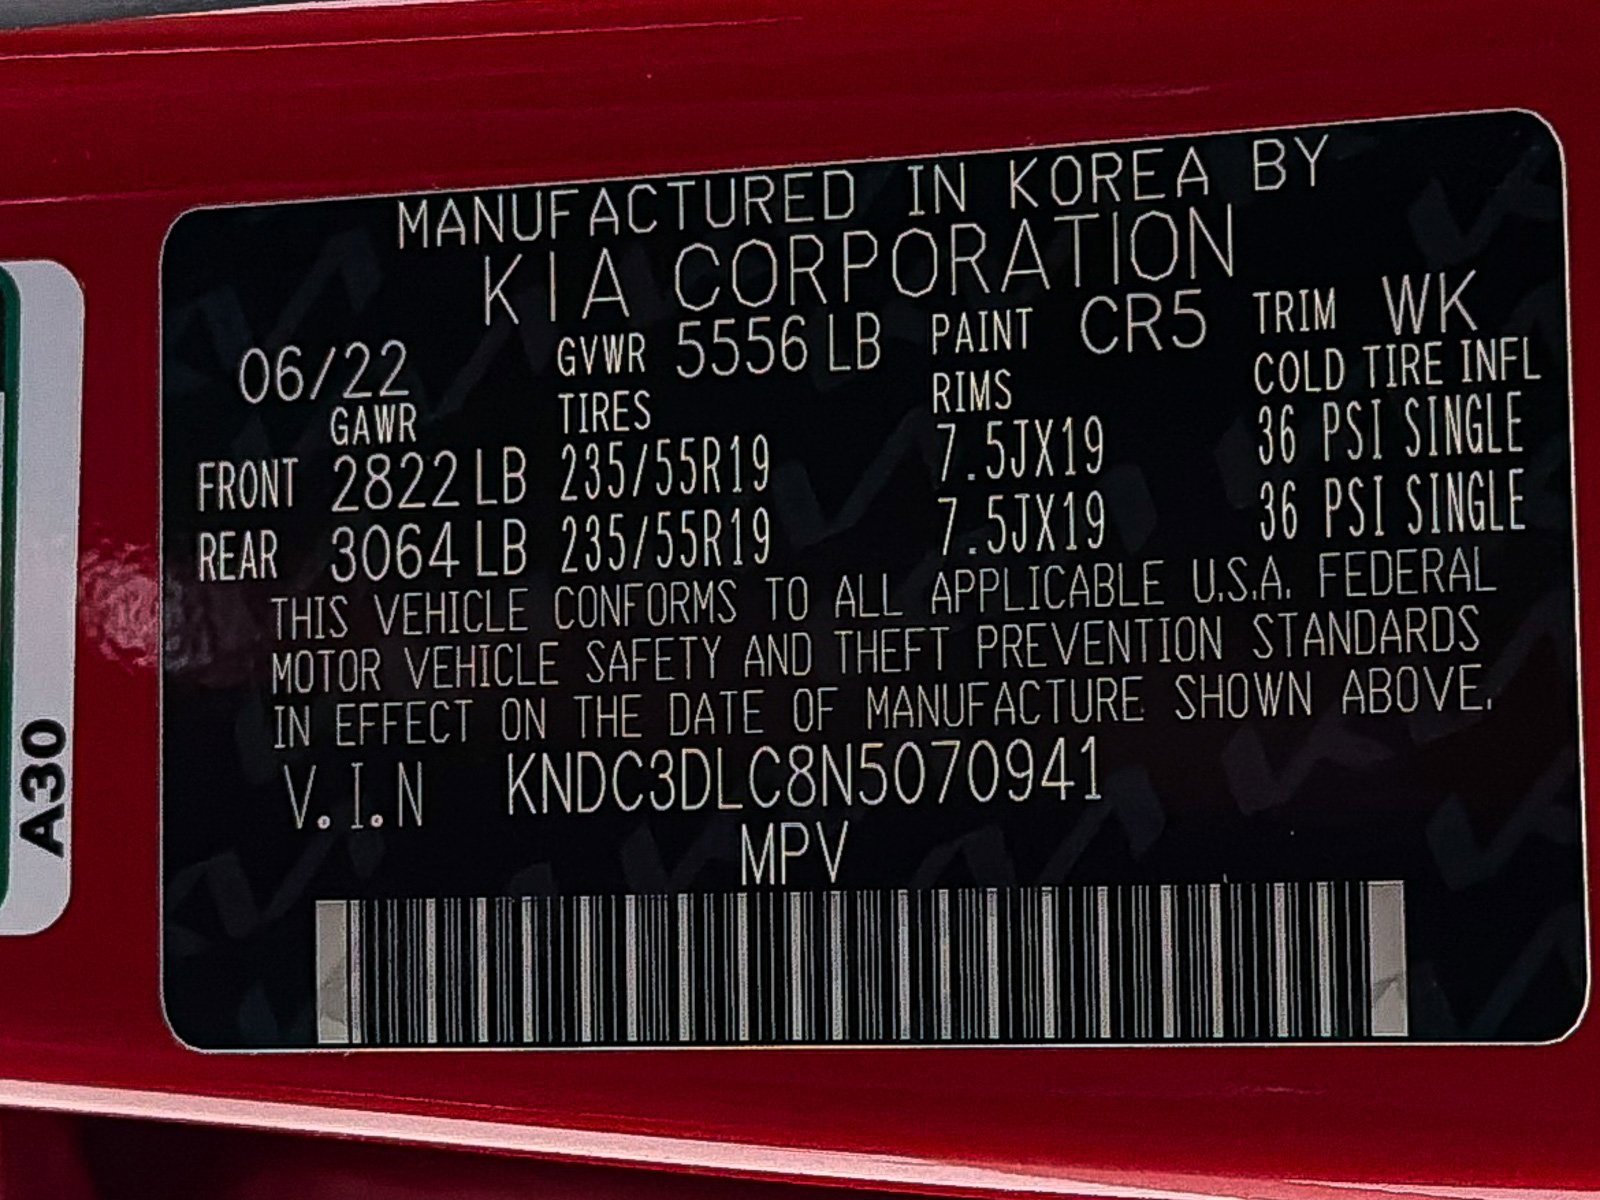 MANUFACTURED IN KOREA BY
KIA CORPORATION
06/22 GVWR 5556 LB PAINT CR5 TRIM WK
GAWR TIRES RIMS COLD TIRE INFL
FRONT 2822 LB 235/55R19 7.5JX19 36 PSI SINGLE
REAR 3064 LB 235/55R19 7.5JX19 36 PSI SINGLE
THIS VEHICLE CONFORMS TO ALL APPLICABLE U.S.A. FEDERAL
MOTOR VEHICLE SAFETY AND THEFT PREVENTION STANDARDS
IN EFFECT ON THE DATE OF MANUFACTURE SHOWN ABOVE.
V.I.N KNDC3DLC8N5070941
MPV
A30